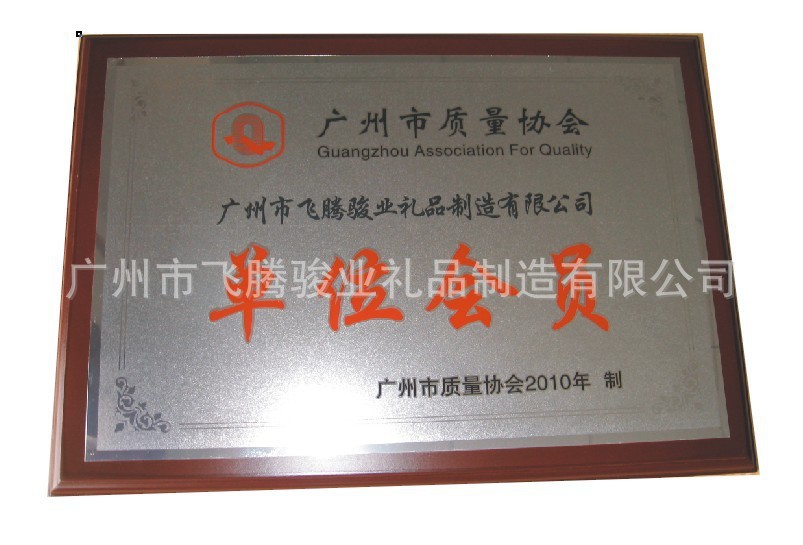 广州市质量协会
Guangzhou Association For Quality
广州市飞腾骏业礼品制造有限公司
广州市飞腾骏业礼品制造有限公司
单位会员
广州市质量协会2010年 制